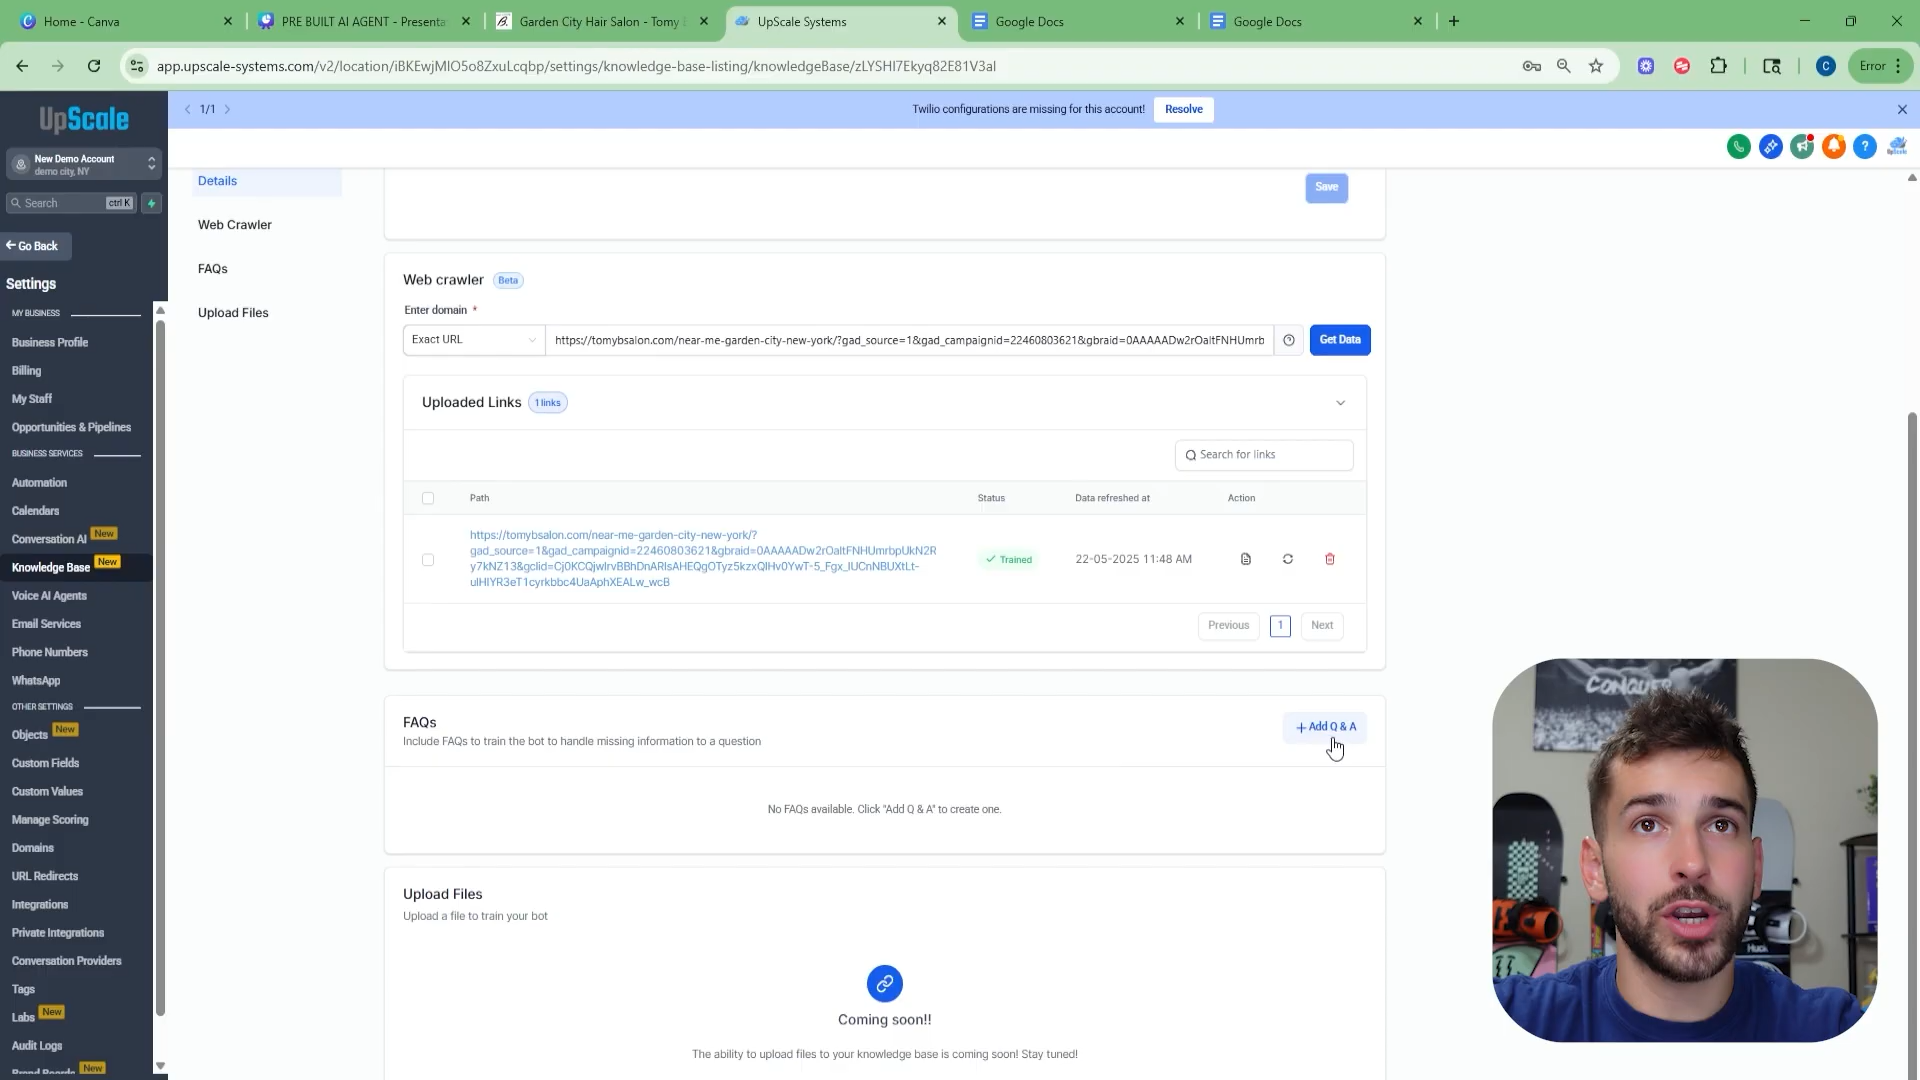 Home - Canva
PRE BUILT AI AGENT - Presenta
Garden City Hair Salon - Tomy
UpScale Systems
Google Docs
Google Docs
app.upscale-systems.com/v2/location/iBKEwjMIO5o8ZxuLcqbp/settings/knowledge-base-listing/knowledgeBase/zLYSHI7Ekyq82E81V3al
Error
UpScale
1/1
Twilio configurations are missing for this account!
Resolve
New Demo Account
demo city, NY
Search
ctrl K
Go Back
Settings
MY BUSINESS
Business Profile
Billing
My Staff
Opportunities & Pipelines
BUSINESS SERVICES
Automation
Calendars
Conversation AI New
Knowledge Base New
Voice AI Agents
Email Services
Phone Numbers
WhatsApp
OTHER SETTINGS
Objects New
Custom Fields
Custom Values
Manage Scoring
Domains
URL Redirects
Integrations
Private Integrations
Conversation Providers
Tags
Labs New
Audit Logs
Brand Boards New
Details
Web Crawler
FAQs
Upload Files
Save
Web crawler Beta
Enter domain *
Exact URL
https://tomybsalon.com/near-me-garden-city-new-york/?gad_source=1&gad_campaignid=22460803621&gbraid=0AAAAADw2rOaltFNHUmrb
Get Data
Uploaded Links 1 links
Search for links
Path
Status
Data refreshed at
Action
https://tomybsalon.com/near-me-garden-city-new-york/?
gad_source=1&gad_campaignid=22460803621&gbraid=0AAAAADw2rOaltFNHUmrbpUkN2R
y7kNZ13&gclid=Cj0KCQjwlrvBBhDnARIsAHEQgOTyz5kzxQlHv0YwT-5_Fgx_IUCnNBUXtLt-
ulHIYR3eT1cyrkbbc4UaAphXEALw_wcB
Trained
22-05-2025 11:48 AM
Previous
1
Next
FAQs
Include FAQs to train the bot to handle missing information to a question
+ Add Q & A
No FAQs available. Click "Add Q & A" to create one.
Upload Files
Upload a file to train your bot
Coming soon!!
The ability to upload files to your knowledge base is coming soon! Stay tuned!
CONQUER